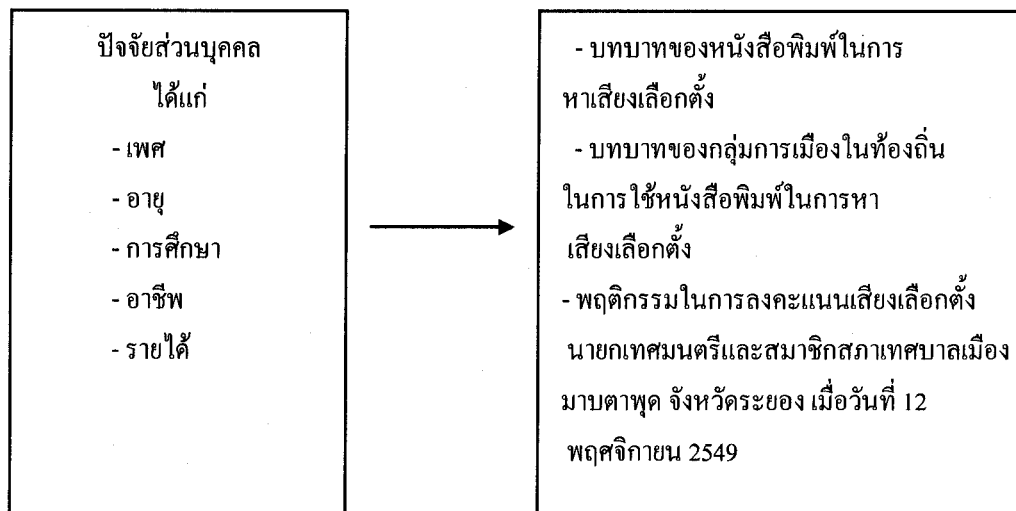 ปัจจัยส่วนบุคคล
ได้แก่
- เพศ
- อายุ
- การศึกษา
- อาชีพ
- รายได้
- บทบาทของหนังสือพิมพ์ในการ
หาเสียงเลือกตั้ง
- บทบาทของกลุ่มการเมืองในท้องถิ่น
ในการใช้หนังสือพิมพ์ในการหา
เสียงเลือกตั้ง
- พฤติกรรมในการลงคะแนนเสียงเลือกตั้ง
นายกเทศมนตรีและสมาชิกสภาเทศบาลเมือง
มาบตาพุด จังหวัดระยอง เมื่อวันที่ 12
พฤศจิกายน 2549